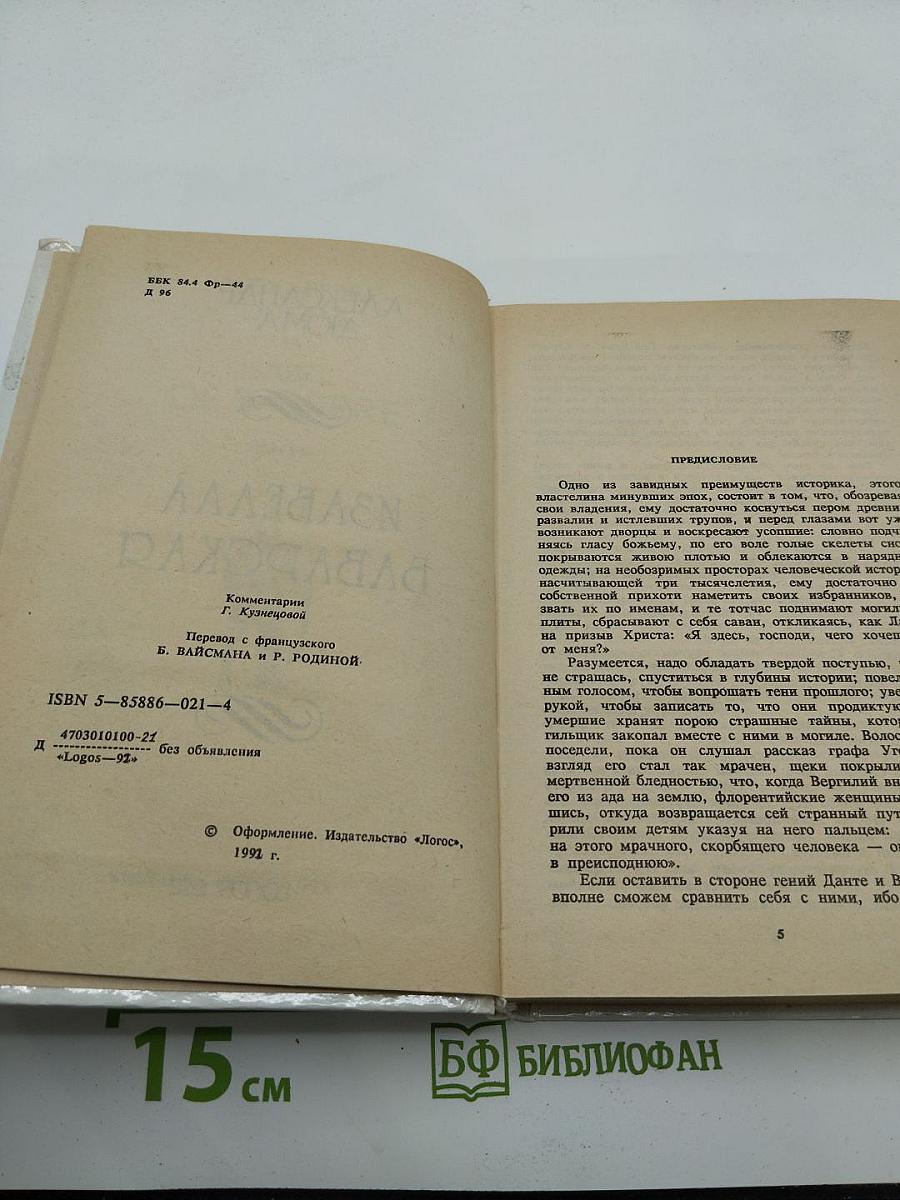 ББК 84.4 Фр—44
Д 96
Комментарии
Г. Кузнецовой
Перевод с французского
Б. ВАЙСМАНА и Р. РОДИНОЙ
ISBN 5—85886—021—4
Д 4703010100-21 без объявления
«Logos—92»
© Оформление. Издательство «Логос»,
1992 г.
ПРЕДИСЛОВИЕ
Одно из завидных преимуществ историка, этого
властелина минувших эпох, состоит в том, что, обозревая
свои владения, ему достаточно коснуться пером древни
развалин и истлевших трупов, и перед глазами вот уж
возникают дворцы и воскресают усопшие: словно подчи
няясь гласу божьему, по его воле голые скелеты сно
покрываются живою плотью и облекаются в нарядн
одежды; на необозримых просторах человеческой истор
насчитывающей три тысячелетия, ему достаточно
собственной прихоти наметить своих избранников,
звать их по именам, и те тотчас поднимают могиль
плиты, сбрасывают с себя саван, откликаясь, как Ла
на призыв Христа: «Я здесь, господи, чего хочеш
от меня?»
Разумеется, надо обладать твердой поступью, ч
не страшась, спуститься в глубины истории; повел
ным голосом, чтобы вопрошать тени прошлого; уве
рукой, чтобы записать то, что они продиктую
умершие хранят порою страшные тайны, котор
гильщик закопал вместе с ними в могиле. Волос
поседели, пока он слушал рассказ графа Уго
взгляд его стал так мрачен, щеки покрыли
мертвенной бледностью, что, когда Вергилий вн
его из ада на землю, флорентийские женщины
шись, откуда возвращается сей странный пут
рили своим детям указуя на него пальцем:
на этого мрачного, скорбящего человека — он
в преисподнюю».
Если оставить в стороне гений Данте и В
вполне сможем сравнить себя с ними, ибо
5
15 см
БФ БИБЛИОФАН